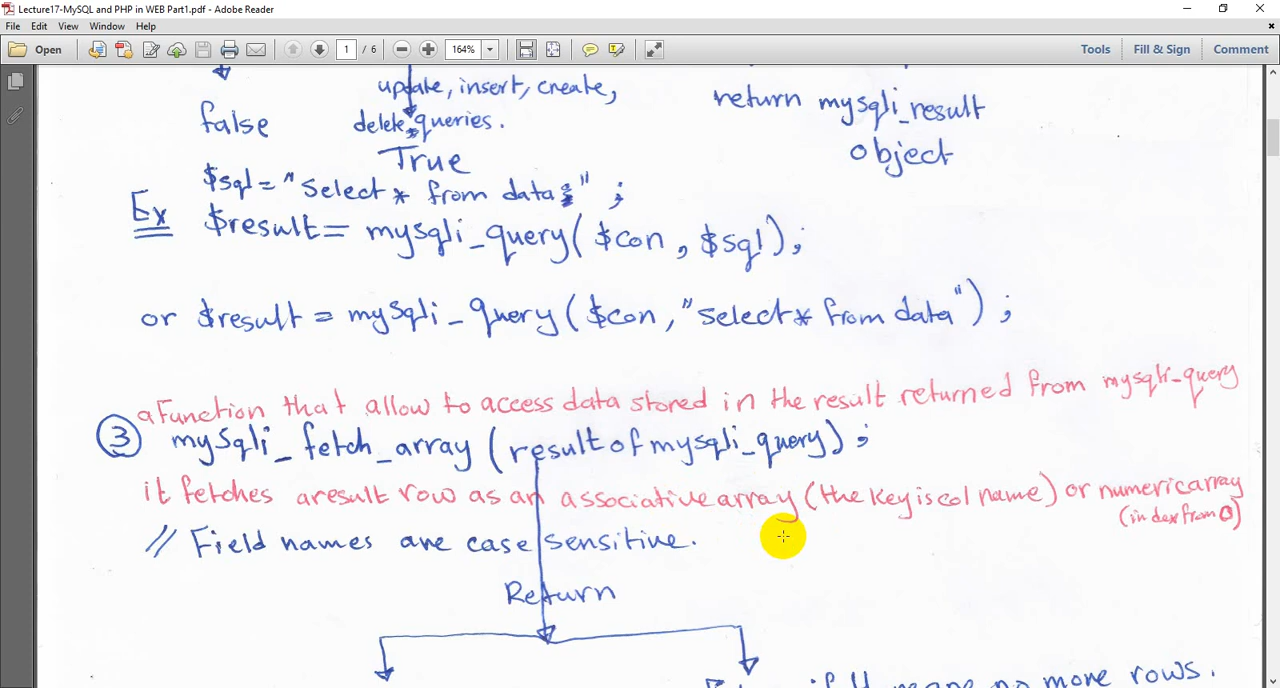 Lecture17-MySQL and PHP in WEB Part1.pdf - Adobe Reader
File Edit View Window Help
Open 1 / 6 164% Tools Fill & Sign Comment
update, insert, create,
return mysqli_result
false
delete queries.
object
True
$sql="select * from data;";
Ex $result= mysqli_query($con, $sql);
or $result = mysqli_query($con,"select * from data");
a Function that allow to access data stored in the result returned from mysqli_query
3 mysqli_fetch_array (result of mysqli_query);
it fetches a result row as an associative array (the key is col name) or numeric array
(index from 0)
// Field names are case sensitive.
Return
no more rows.